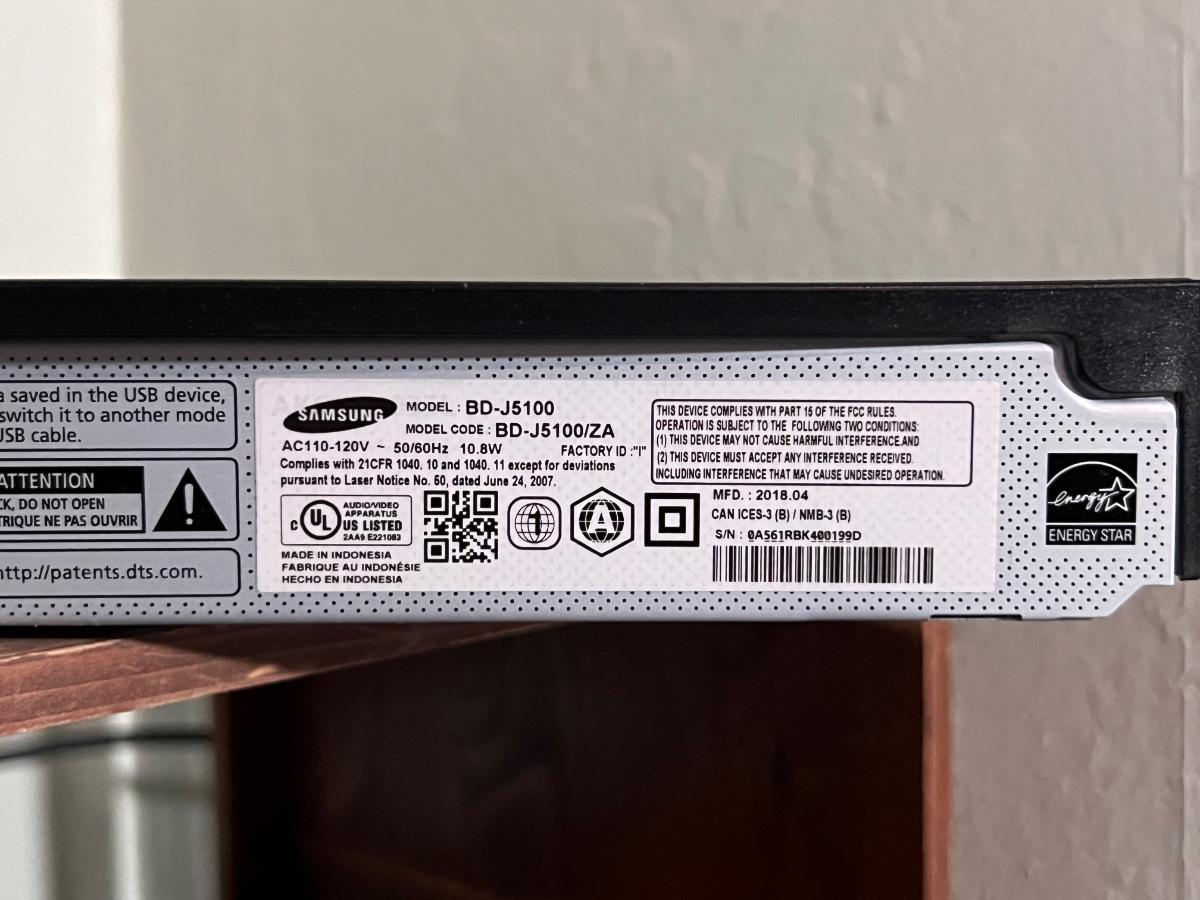 a saved in the USB device,
switch it to another mode
USB cable.
ATTENTION
CK, DO NOT OPEN
TRIQUE NE PAS OUVRIR
http://patents.dts.com.
SAMSUNG
MODEL : BD-J5100
MODEL CODE : BD-J5100/ZA
AC110-120V ~ 50/60Hz 10.8W
FACTORY ID :"I"
Complies with 21CFR 1040. 10 and 1040. 11 except for deviations
pursuant to Laser Notice No. 50, dated June 24, 2007.
c UL US LISTED
AUDIO/VIDEO
APPARATUS
2AA9 E221083
1
A
MADE IN INDONESIA
FABRIQUE AU INDONÉSIE
HECHO EN INDONESIA
THIS DEVICE COMPLIES WITH PART 15 OF THE FCC RULES.
OPERATION IS SUBJECT TO THE FOLLOWING TWO CONDITIONS:
(1) THIS DEVICE MAY NOT CAUSE HARMFUL INTERFERENCE,AND
(2) THIS DEVICE MUST ACCEPT ANY INTERFERENCE RECEIVED.
INCLUDING INTERFERENCE THAT MAY CAUSE UNDESIRED OPERATION.
MFD. : 2018.04
CAN ICES-3 (B) / NMB-3 (B)
S/N : 0A561RBK400199D
energy
ENERGY STAR